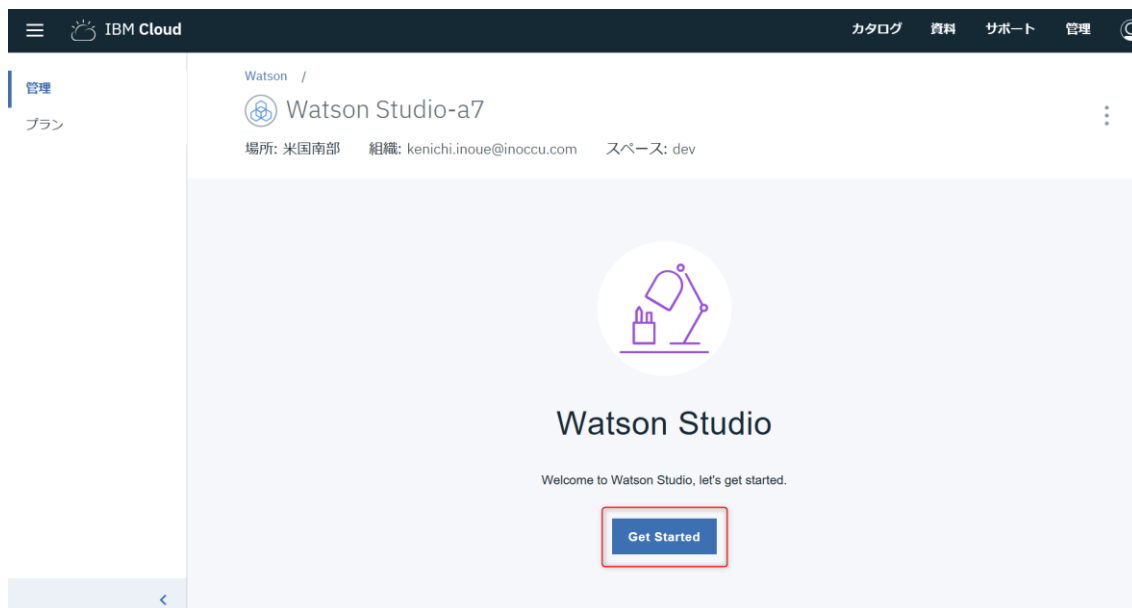 IBM Cloud カタログ 資料 サポート 管理
管理
プラン
Watson /
Watson Studio-a7
場所: 米国南部 組織: kenichi.inoue@inoccu.com スペース: dev
Watson Studio
Welcome to Watson Studio, let's get started.
Get Started